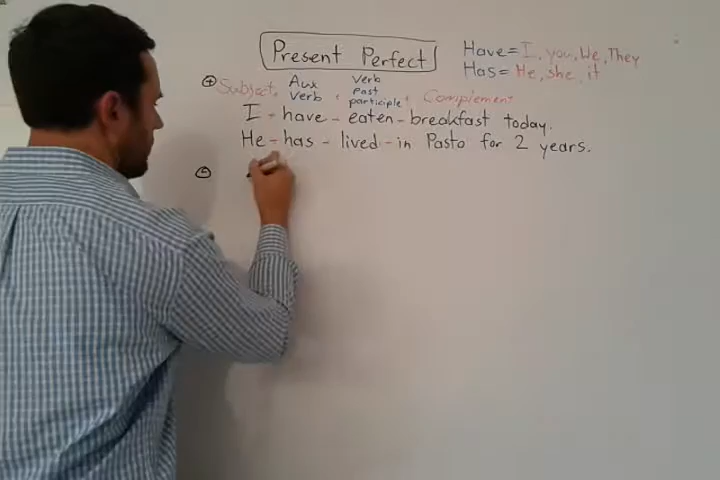 Present Perfect
Have = I, you, We, They
Has = He, she, it
+ Subject, Aux Verb, Verb past participle, Complement
I - have - eaten - breakfast today.
He - has - lived - in Pasto for 2 years.
-